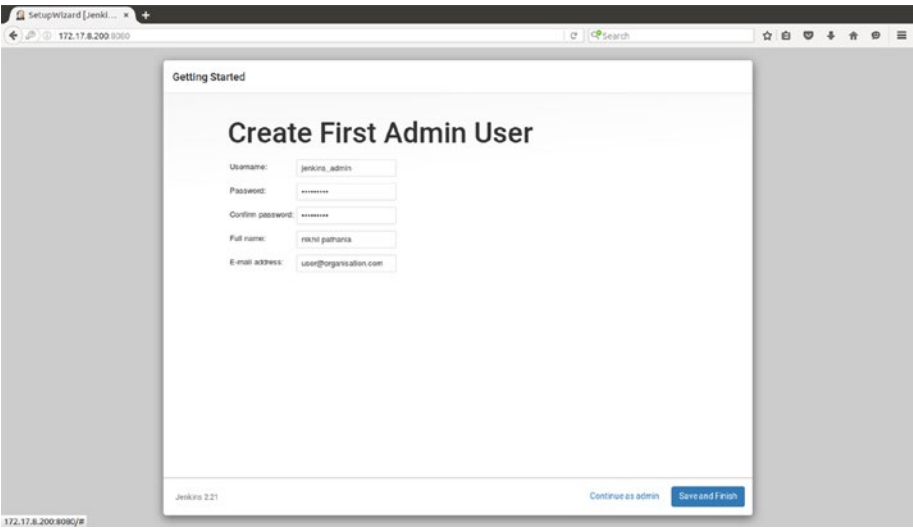 SetupWizard [Jenki...
172.17.8.200:8080
Search
Getting Started
Create First Admin User
Username: jenkins_admin
Password: •••••••••
Confirm password: •••••••••
Full name: nikhil pathania
E-mail address: user@organisation.com
Jenkins 2.21
Continue as admin
Save and Finish
172.17.8.200:8080/#